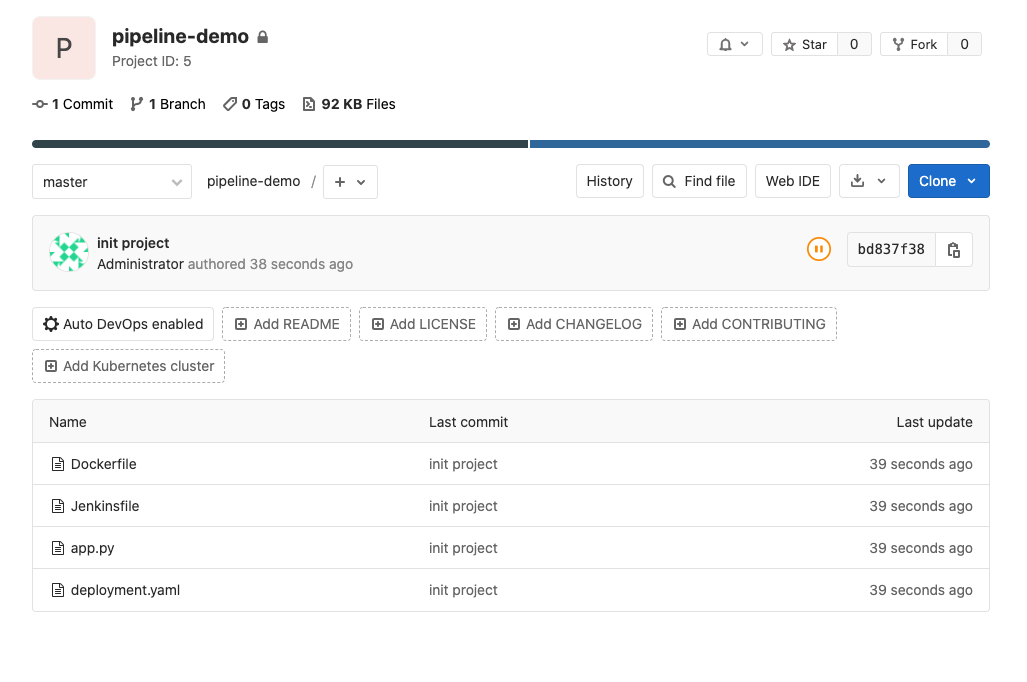 P
pipeline-demo
Project ID: 5
Star 0 Fork 0
1 Commit 1 Branch 0 Tags 92 KB Files
master pipeline-demo / + History Find file Web IDE Clone
init project
Administrator authored 38 seconds ago
bd837f38
Auto DevOps enabled Add README Add LICENSE Add CHANGELOG Add CONTRIBUTING
Add Kubernetes cluster
Name Last commit Last update
Dockerfile init project 39 seconds ago
Jenkinsfile init project 39 seconds ago
app.py init project 39 seconds ago
deployment.yaml init project 39 seconds ago